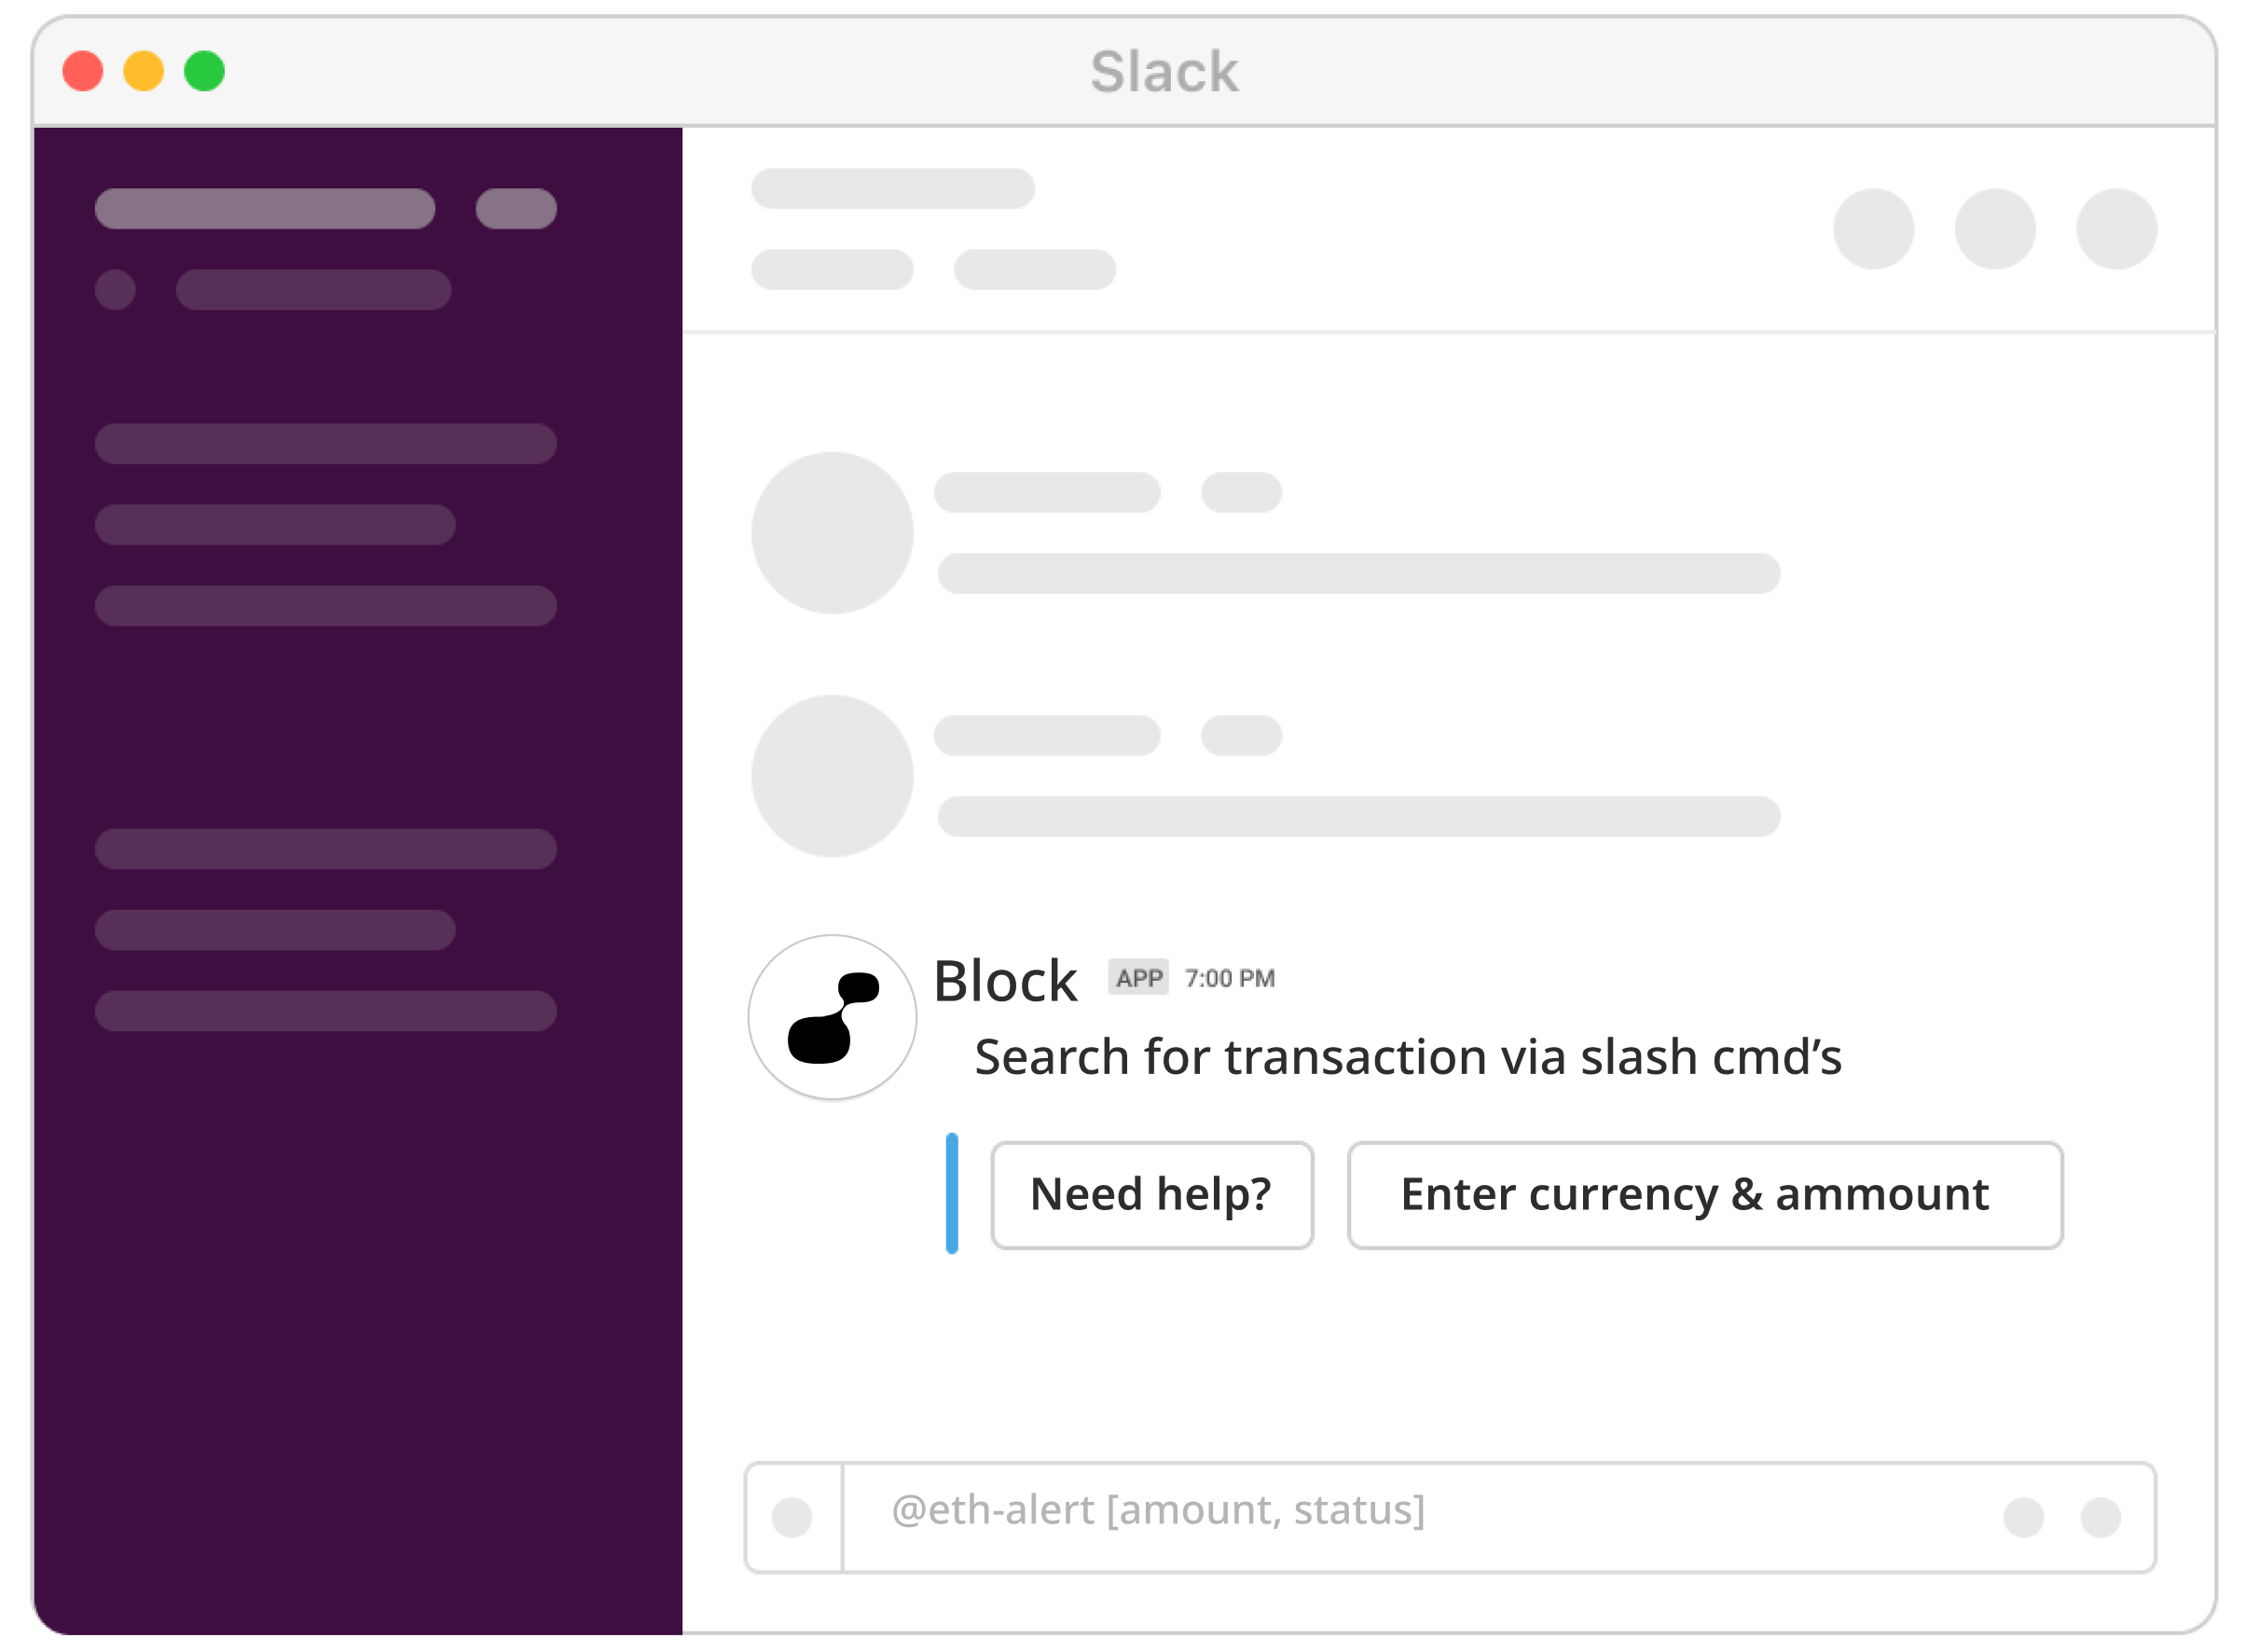 Slack
Block APP 7:00 PM
Search for transaction via slash cmd’s
Need help? Enter currency & ammount
@eth-alert [amount, status]